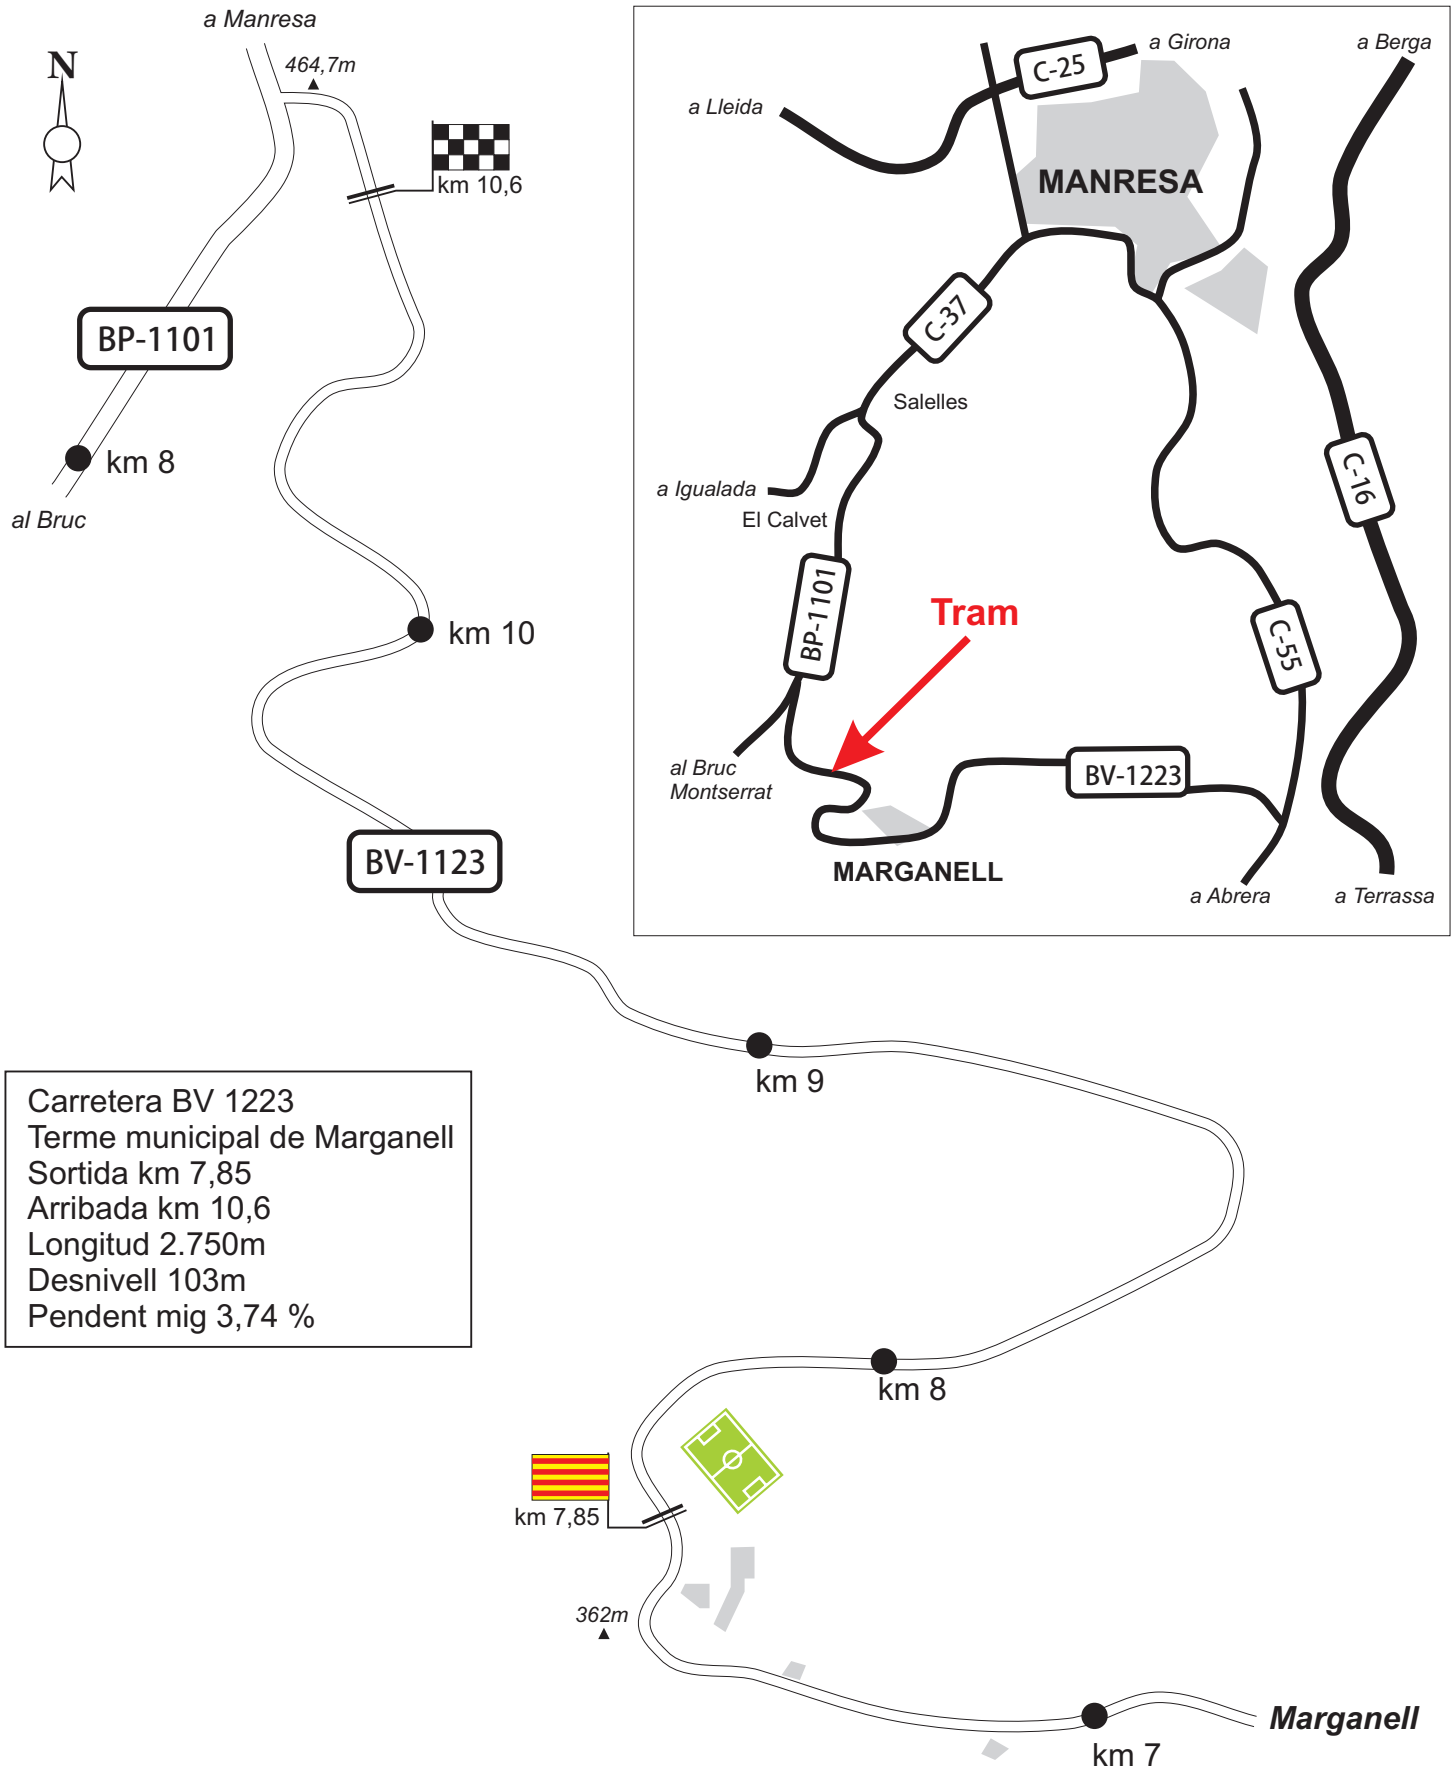 a Manresa
N
464,7m
km 10,6
BP-1101
km 8
al Bruc
km 10
BV-1123
km 9
km 8
km 7,85
362m
km 7
Marganell
a Girona
a Berga
C-25
a Lleida
MANRESA
C-37
Salelles
a Igualada
El Calvet
C-16
BP-1101
Tram
C-55
al Bruc
Montserrat
BV-1223
MARGANELL
a Abrera
a Terrassa
Carretera BV 1223
Terme municipal de Marganell
Sortida km 7,85
Arribada km 10,6
Longitud 2.750m
Desnivell 103m
Pendent mig 3,74 %